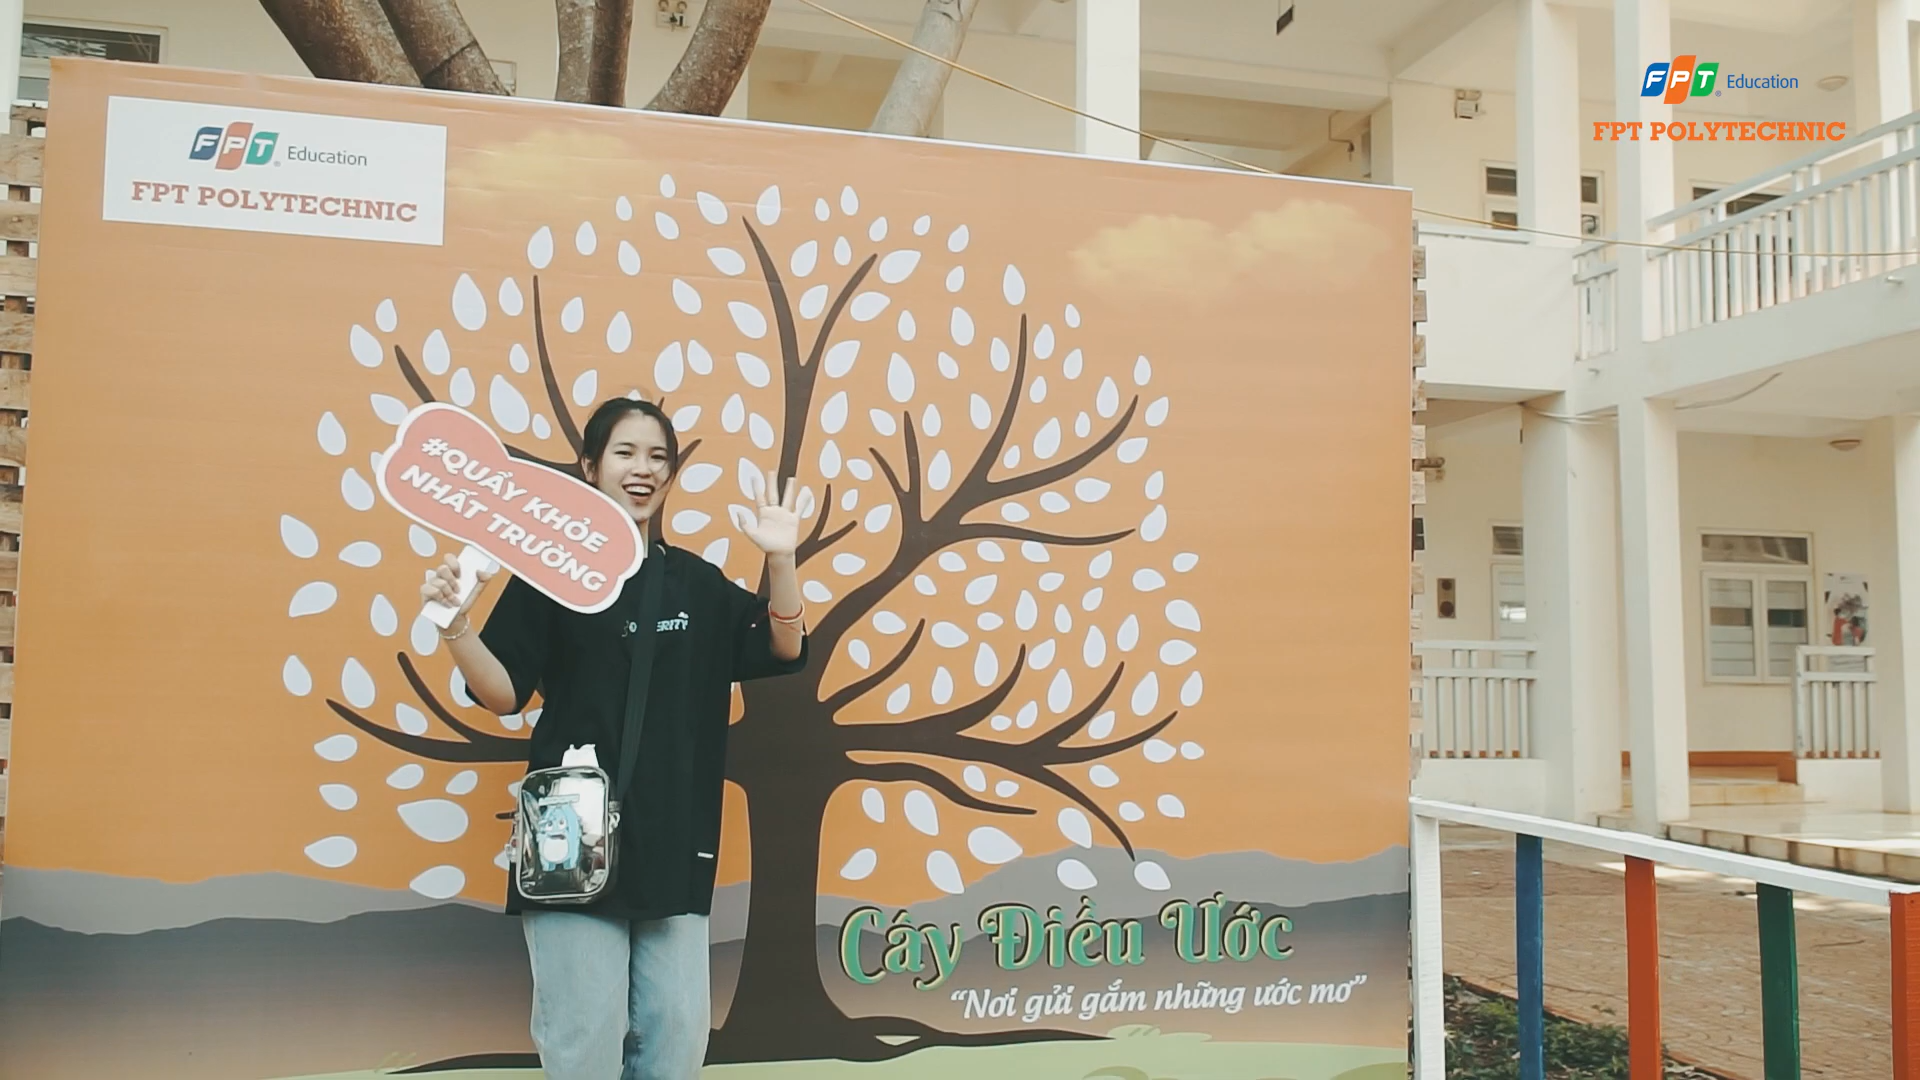 FPT Education
FPT POLYTECHNIC
FPT Education
FPT POLYTECHNIC
#QUẨY KHỎE
NHẤT TRƯỜNG
Cây Điều Ước
“Nơi gửi gắm những ước mơ”